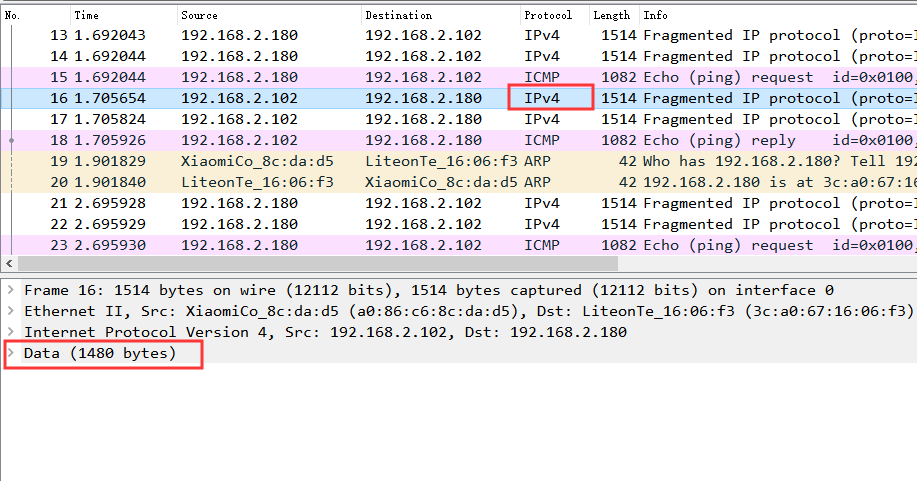 No. Time Source Destination Protocol Length Info
13 1.692043 192.168.2.180 192.168.2.102 IPv4 1514 Fragmented IP protocol (proto=I
14 1.692044 192.168.2.180 192.168.2.102 IPv4 1514 Fragmented IP protocol (proto=I
15 1.692044 192.168.2.180 192.168.2.102 ICMP 1082 Echo (ping) request id=0x0100,
16 1.705654 192.168.2.102 192.168.2.180 IPv4 1514 Fragmented IP protocol (proto=I
17 1.705824 192.168.2.102 192.168.2.180 IPv4 1514 Fragmented IP protocol (proto=I
18 1.705926 192.168.2.102 192.168.2.180 ICMP 1082 Echo (ping) reply id=0x0100,
19 1.901829 XiaomiCo_8c:da:d5 LiteonTe_16:06:f3 ARP 42 Who has 192.168.2.180? Tell 192
20 1.901840 LiteonTe_16:06:f3 XiaomiCo_8c:da:d5 ARP 42 192.168.2.180 is at 3c:a0:67:16
21 2.695928 192.168.2.180 192.168.2.102 IPv4 1514 Fragmented IP protocol (proto=I
22 2.695929 192.168.2.180 192.168.2.102 IPv4 1514 Fragmented IP protocol (proto=I
23 2.695930 192.168.2.180 192.168.2.102 ICMP 1082 Echo (ping) request id=0x0100,
Frame 16: 1514 bytes on wire (12112 bits), 1514 bytes captured (12112 bits) on interface 0
Ethernet II, Src: XiaomiCo_8c:da:d5 (a0:86:c6:8c:da:d5), Dst: LiteonTe_16:06:f3 (3c:a0:67:16:06:f3)
Internet Protocol Version 4, Src: 192.168.2.102, Dst: 192.168.2.180
Data (1480 bytes)